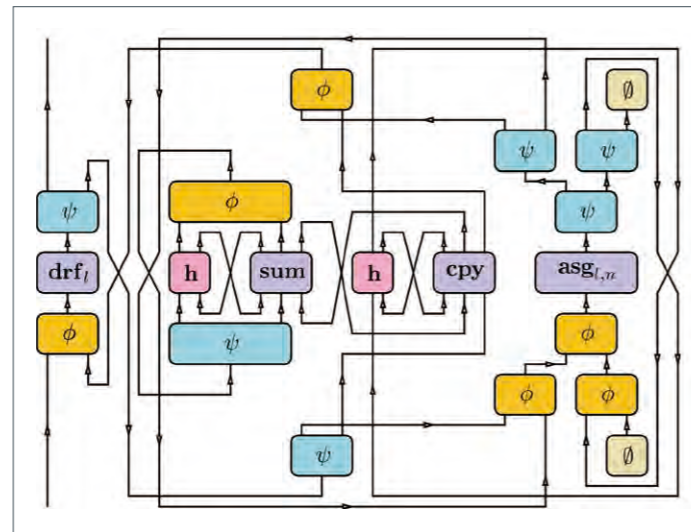 ϕ ∅
ψ ψ
ψ ϕ ψ
drf_l h sum h cpy asg_{l,n}
ϕ ψ ϕ
ϕ ϕ
ψ ∅